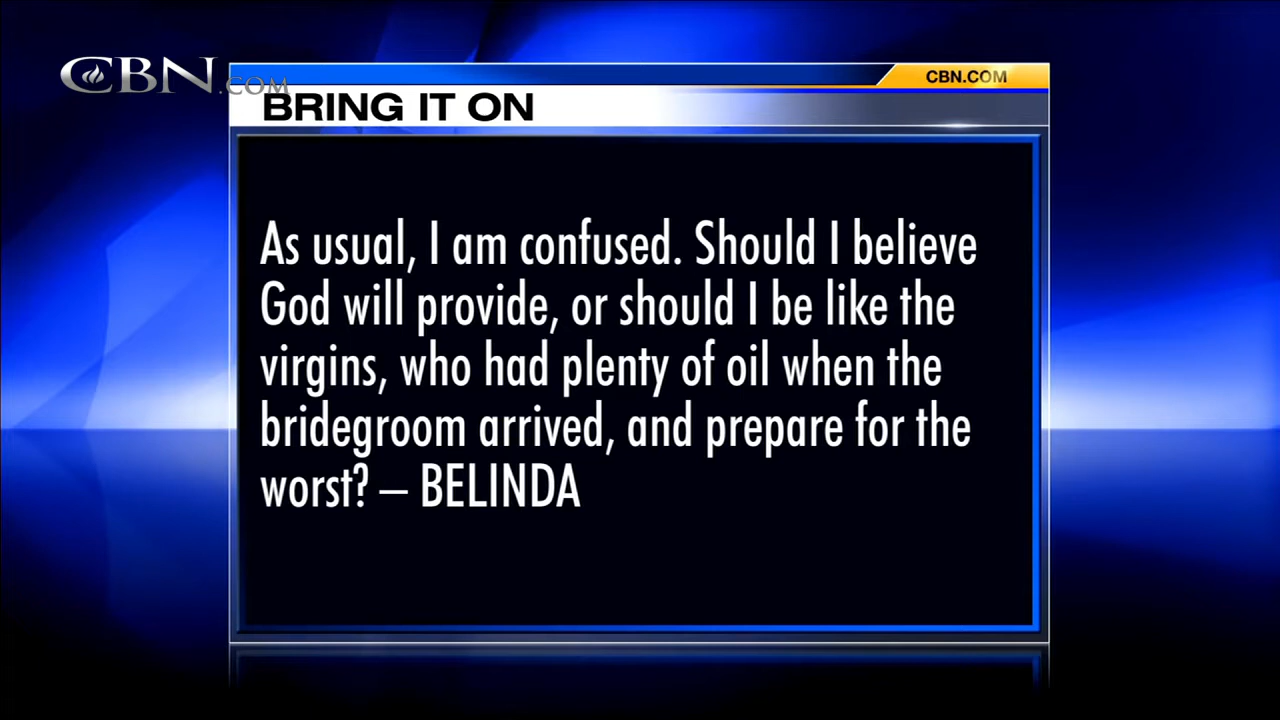 CBN.COM
CBN.COM
BRING IT ON
As usual, I am confused. Should I believe
God will provide, or should I be like the
virgins, who had plenty of oil when the
bridegroom arrived, and prepare for the
worst? – BELINDA